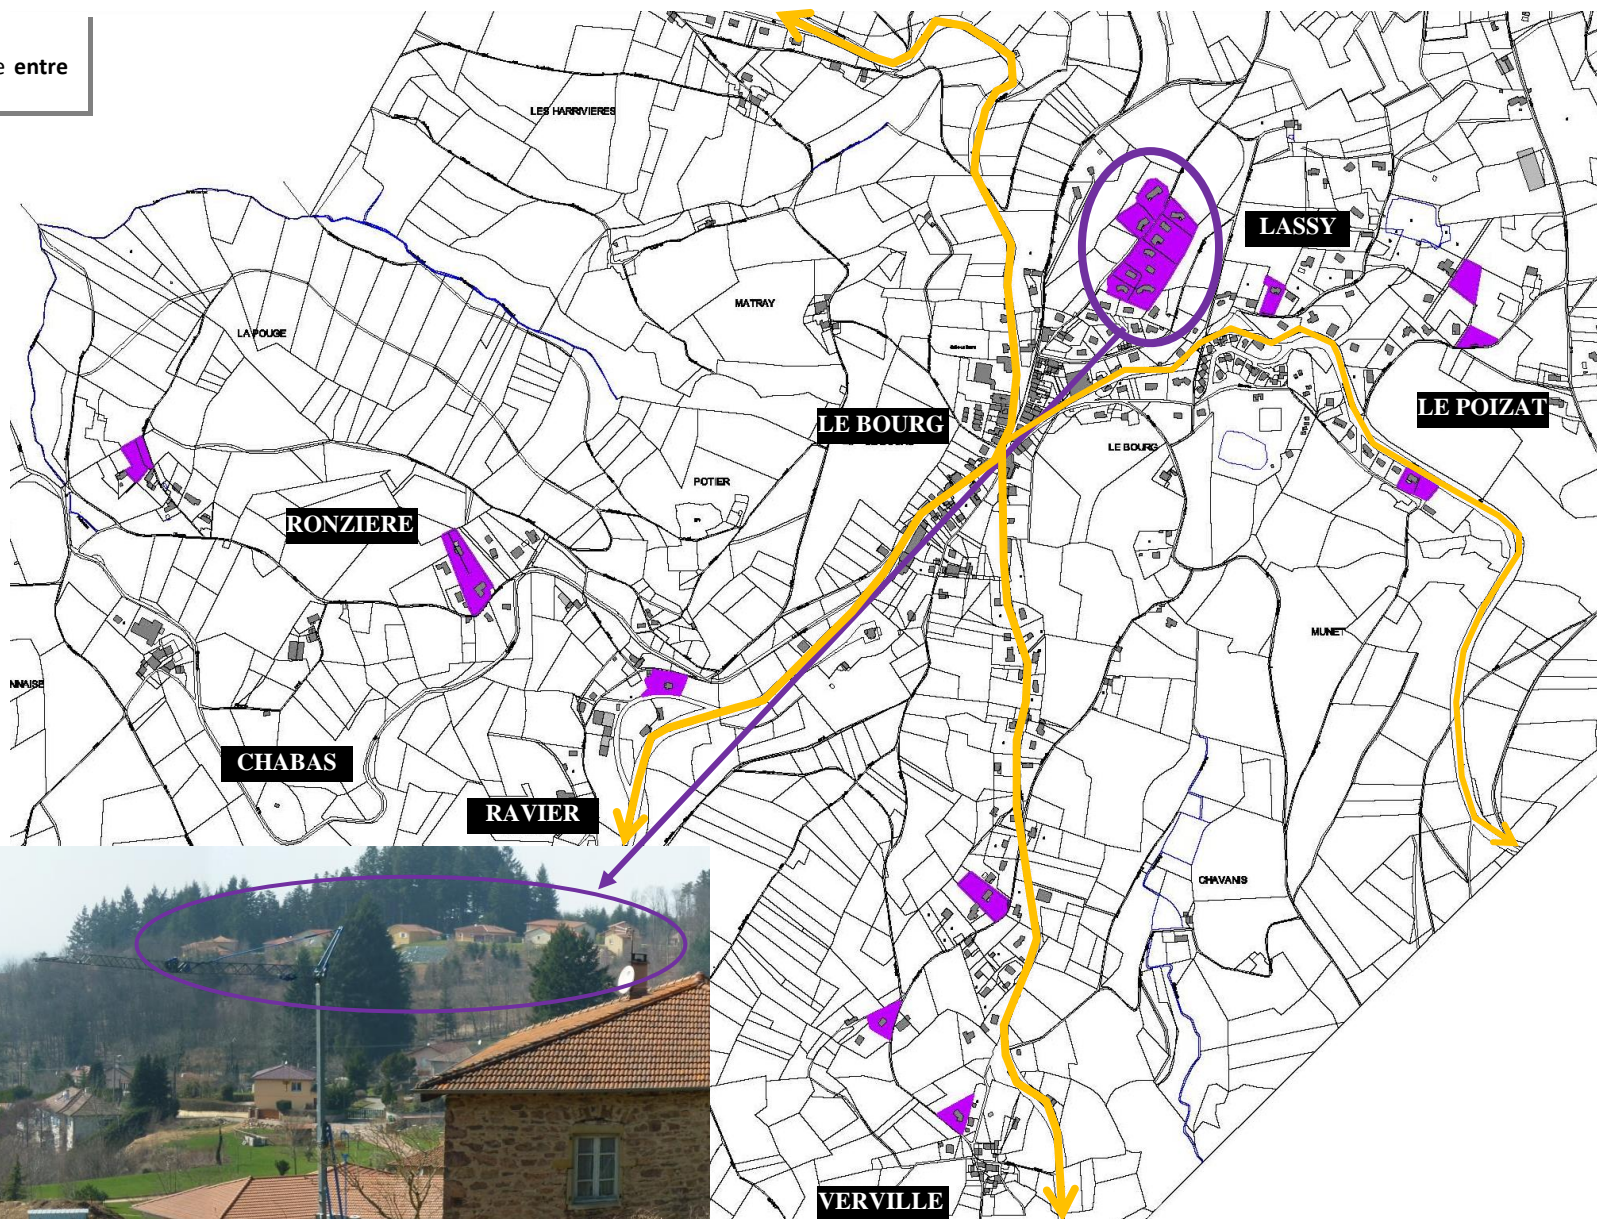 e entre
LES HARRIVIERES
LASSY
MATRAY
LA POUGE
LE BOURG
LE POIZAT
LE BOURG
POTIER
RONZIERE
MUNET
NNAISE
CHABAS
RAVIER
CHAVANIS
VERVILLE